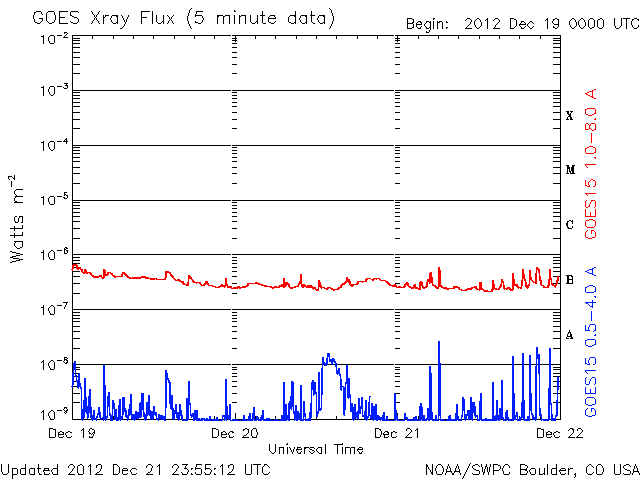 GOES Xray Flux (5 minute data)
Begin: 2012 Dec 19 0000 UTC
10⁻²
10⁻³
10⁻⁴
10⁻⁵
10⁻⁶
10⁻⁷
10⁻⁸
10⁻⁹
Watts m⁻²
X
M
C
B
A
GOES15 1.0-8.0 A
GOES15 0.5-4.0 A
Dec 19
Dec 20
Dec 21
Dec 22
Universal Time
Updated 2012 Dec 21 23:55:12 UTC
NOAA/SWPC Boulder, CO USA